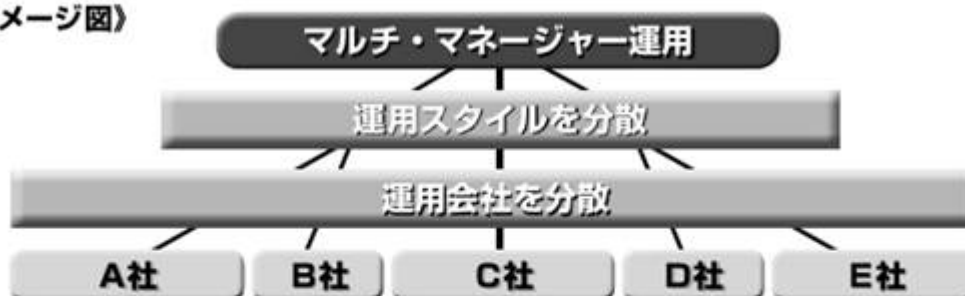 メージ図》
マルチ・マネージャー運用
運用スタイルを分散
運用会社を分散
A社 B社 C社 D社 E社